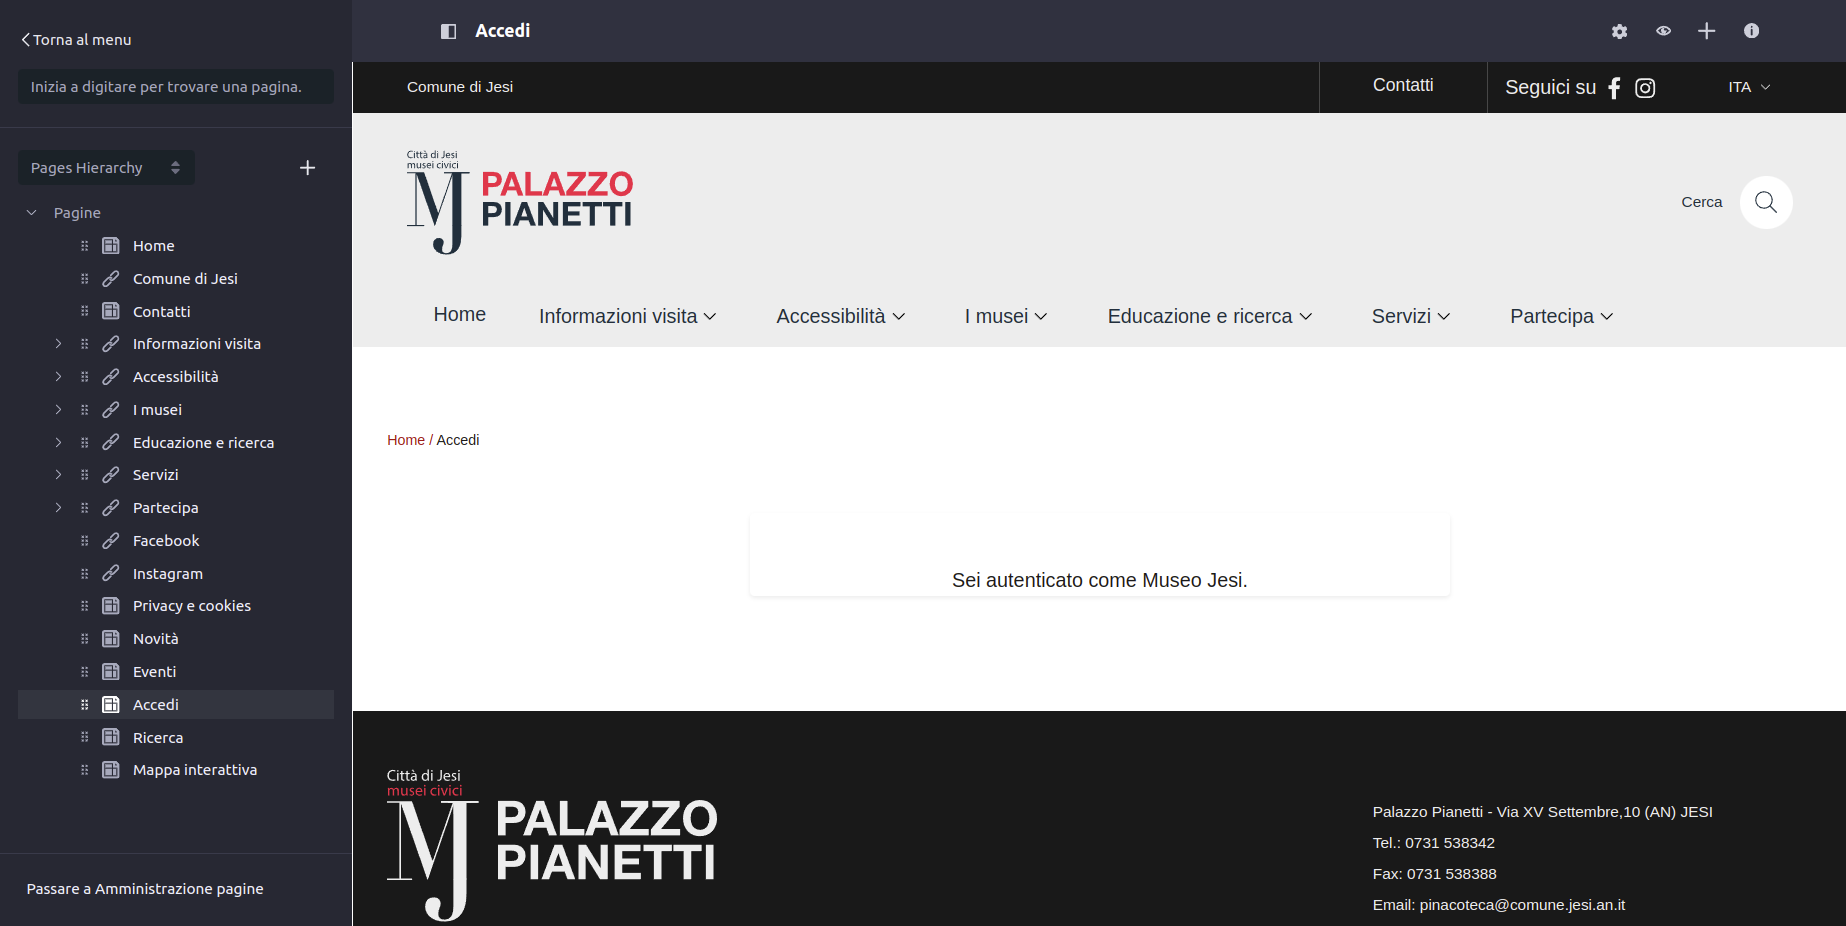 Torna al menu
Inizia a digitare per trovare una pagina.
Pages Hierarchy
Pagine
Home
Comune di Jesi
Contatti
Informazioni visita
Accessibilità
I musei
Educazione e ricerca
Servizi
Partecipa
Facebook
Instagram
Privacy e cookies
Novità
Eventi
Accedi
Ricerca
Mappa interattiva
Passare a Amministrazione pagine
Accedi
Comune di Jesi
Contatti
Seguici su
ITA
Città di Jesi
musei civici
MJ PALAZZO
PIANETTI
Cerca
Home
Informazioni visita
Accessibilità
I musei
Educazione e ricerca
Servizi
Partecipa
Home / Accedi
Sei autenticato come Museo Jesi.
Città di Jesi
musei civici
MJ PALAZZO
PIANETTI
Palazzo Pianetti - Via XV Settembre,10 (AN) JESI
Tel.: 0731 538342
Fax: 0731 538388
Email: pinacoteca@comune.jesi.an.it